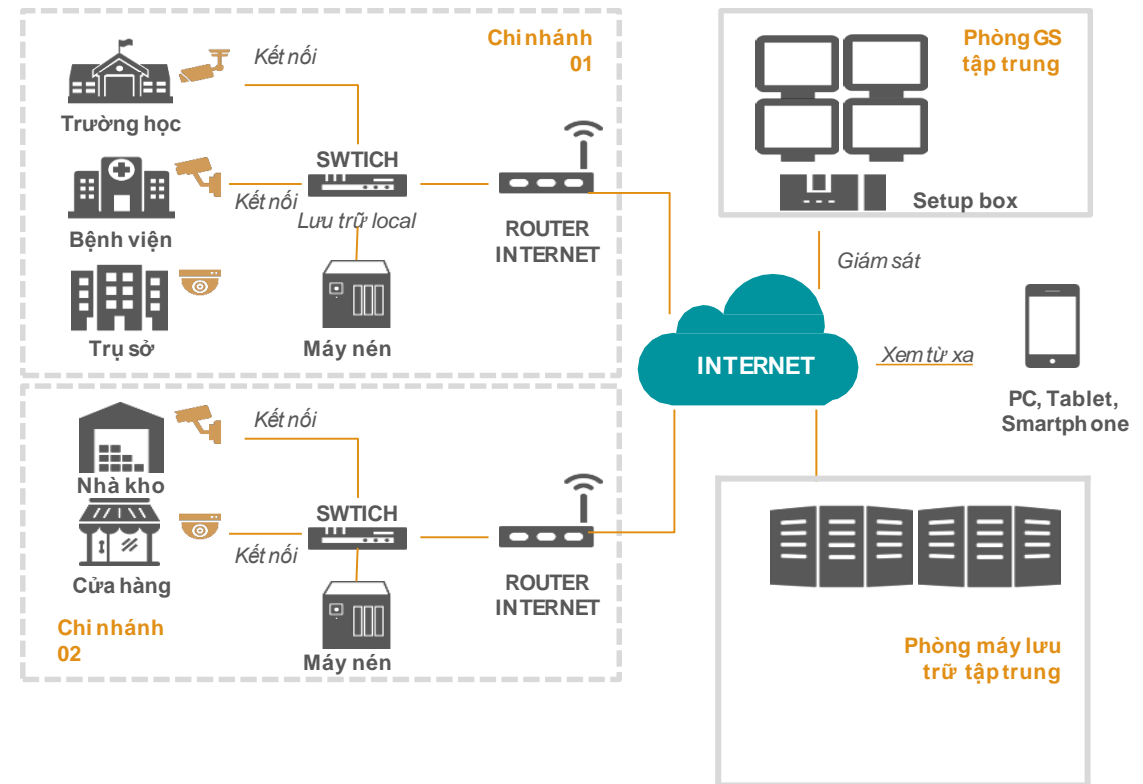 Chi nhánh
01
Kết nối
Trường học
SWTICH
Kết nối
Lưu trữ local
Bệnh viện
ROUTER
INTERNET
Trụ sở
Máy nén
Phòng GS
tập trung
Setup box
Giám sát
INTERNET
Xem từ xa
PC, Tablet,
Smartphone
Kết nối
Nhà kho
SWTICH
Kết nối
Cửa hàng
ROUTER
INTERNET
Chi nhánh
02
Máy nén
Phòng máy lưu
trữ tập trung